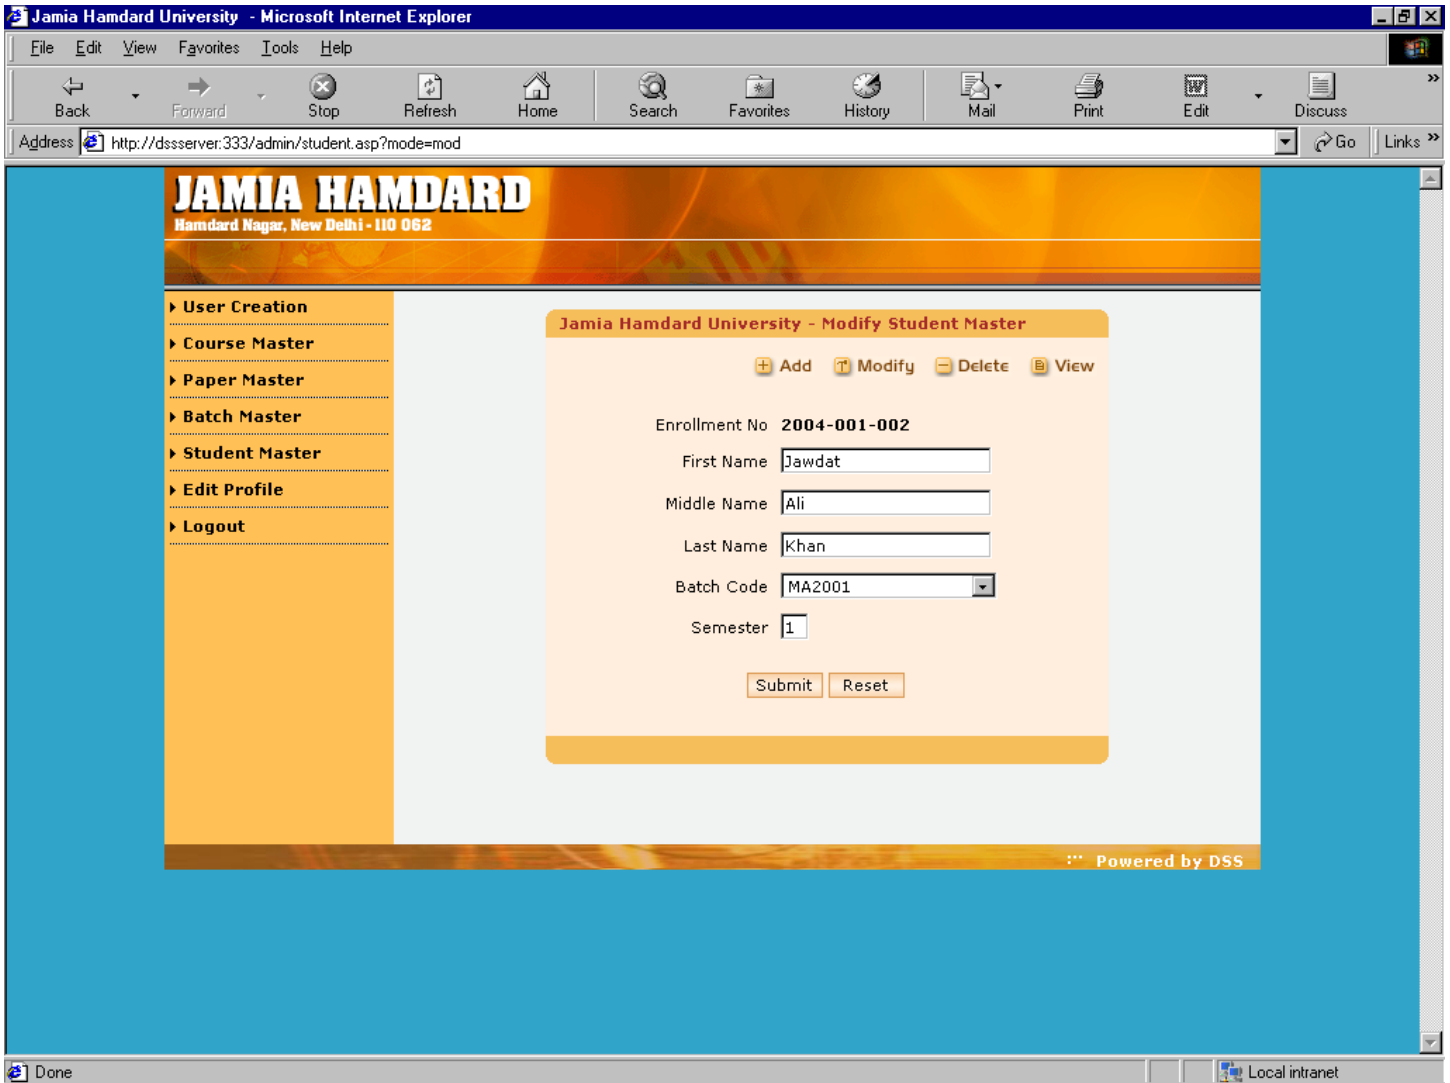 Jamia Hamdard University - Microsoft Internet Explorer
File Edit View Favorites Tools Help
Back Forward Stop Refresh Home Search Favorites History Mail Print Edit Discuss »
Address http://dssserver:333/admin/student.asp?mode=mod Go Links »
JAMIA HAMDARD
Hamdard Nagar, New Delhi - 110 062
User Creation
Course Master
Paper Master
Batch Master
Student Master
Edit Profile
Logout
Jamia Hamdard University - Modify Student Master
Add Modify Delete View
Enrollment No 2004-001-002
First Name Jawdat
Middle Name Ali
Last Name Khan
Batch Code MA2001
Semester 1
Submit Reset
Powered by DSS
Done Local intranet